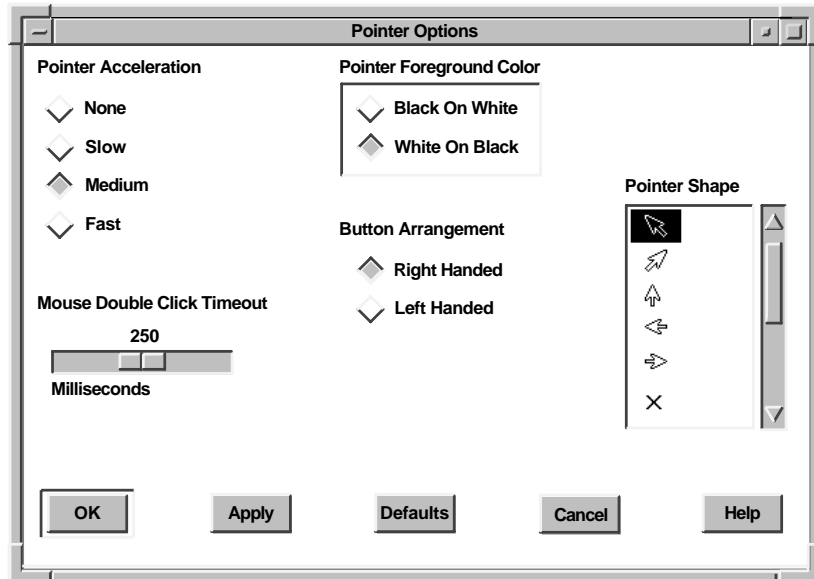 Pointer Options
Pointer Acceleration
None
Slow
Medium
Fast
Mouse Double Click Timeout
250
Milliseconds
Pointer Foreground Color
Black On White
White On Black
Button Arrangement
Right Handed
Left Handed
Pointer Shape
OK
Apply
Defaults
Cancel
Help